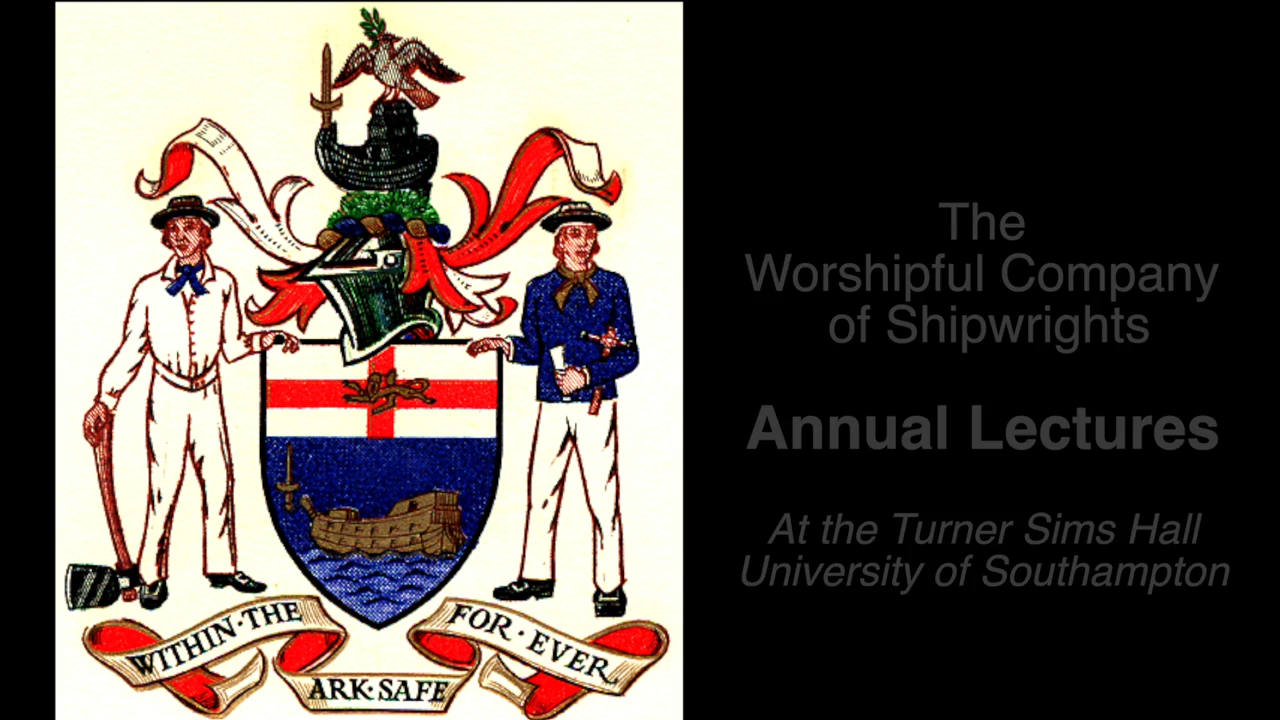 WITHIN·THE
ARK·SAFE
FOR·EVER
The
Worshipful Company
of Shipwrights
Annual Lectures
At the Turner Sims Hall
University of Southampton